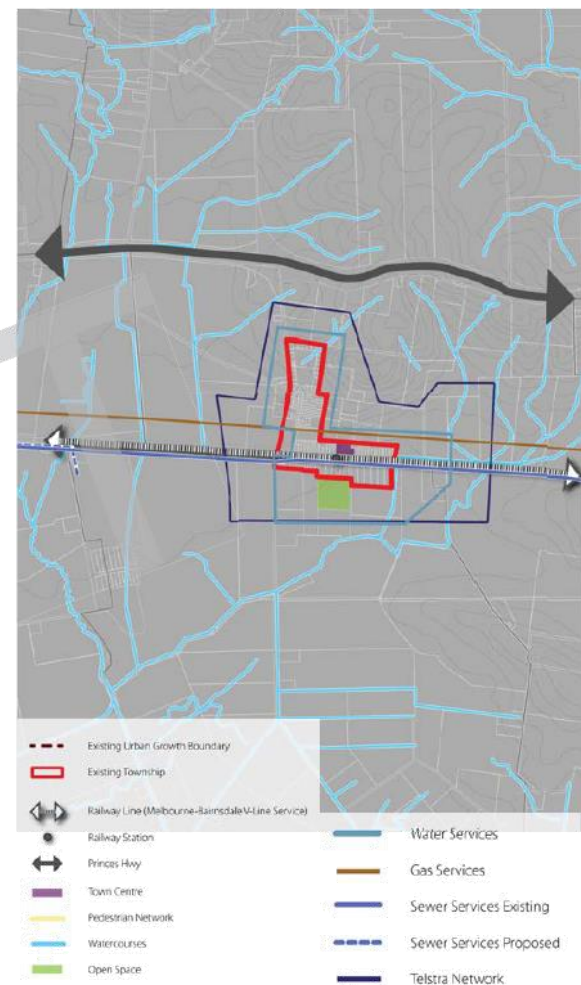 Existing Urban Growth Boundary
Existing Township
Railway Line (Melbourne-Bairnsdale V-Line Service)
Railway Station
Princes Hwy
Town Centre
Pedestrian Network
Watercourses
Open Space
Water Services
Gas Services
Sewer Services Existing
Sewer Services Proposed
Telstra Network